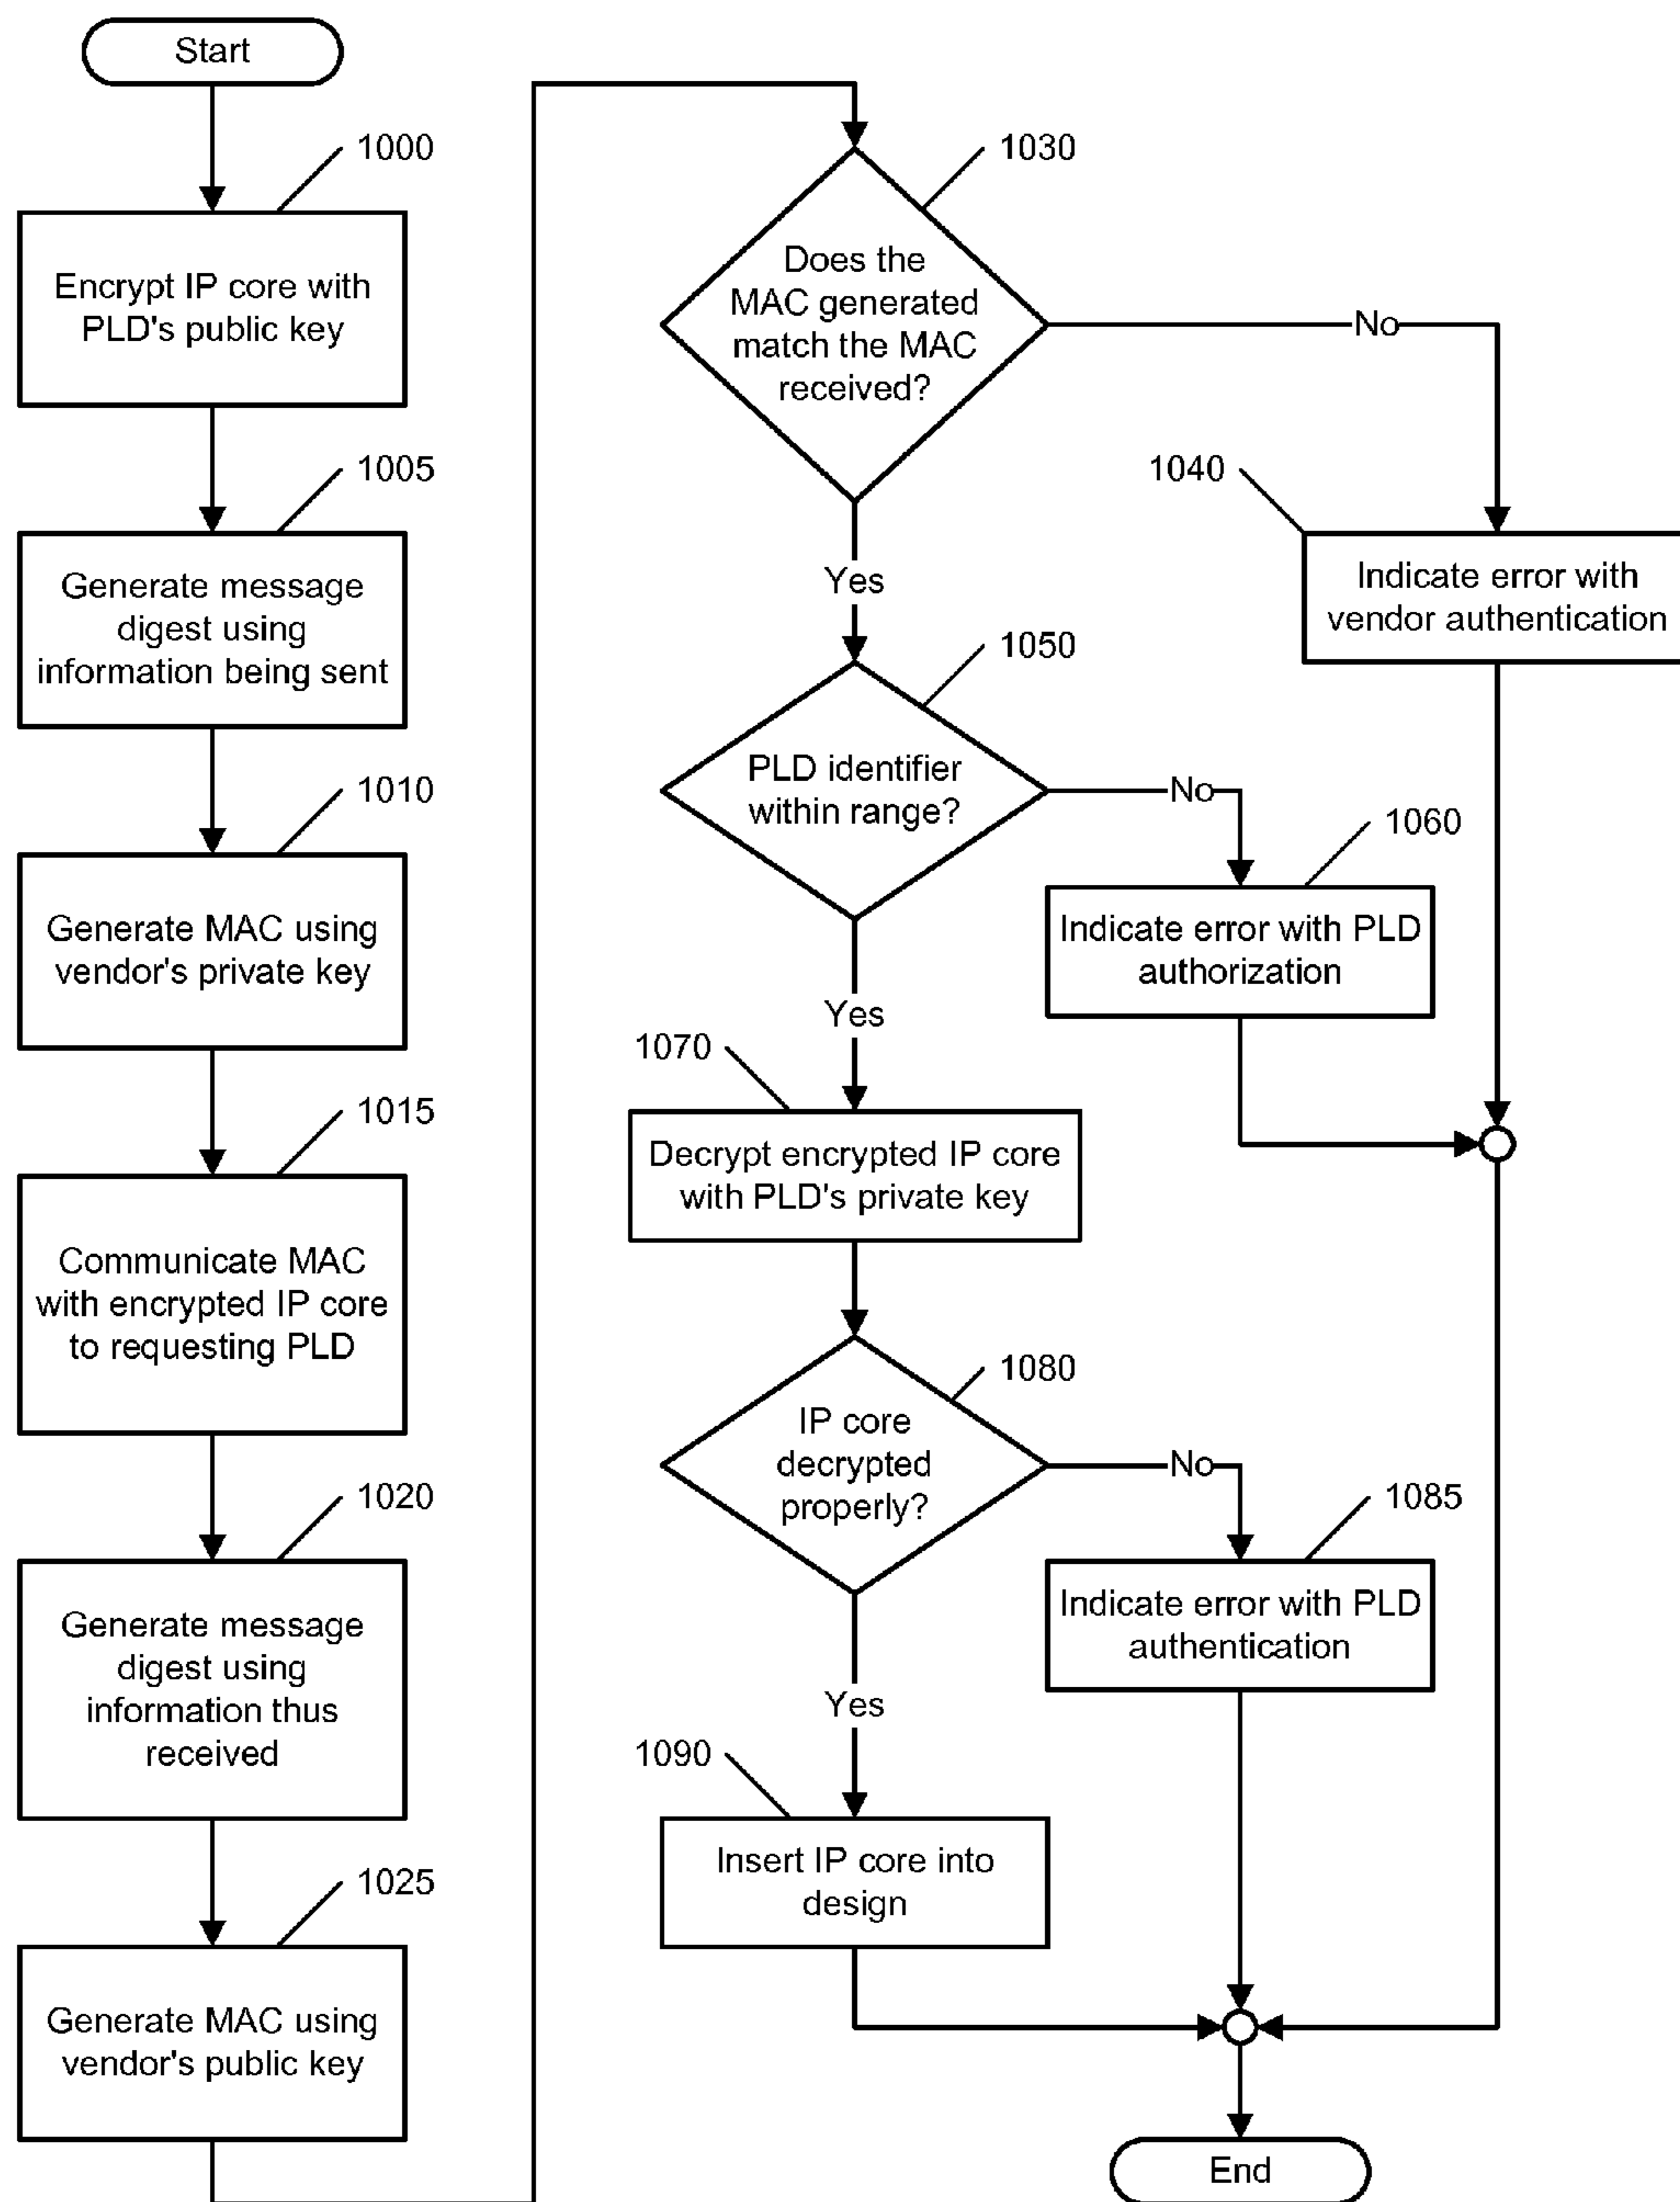 Start
1000
Encrypt IP core with
PLD's public key
1005
Generate message
digest using
information being sent
1010
Generate MAC using
vendor's private key
1015
Communicate MAC
with encrypted IP core
to requesting PLD
1020
Generate message
digest using
information thus
received
1025
Generate MAC using
vendor's public key
1030
Does the
MAC generated
match the MAC
received?
No
1040
Indicate error with
vendor authentication
Yes
1050
PLD identifier
within range?
No
1060
Indicate error with PLD
authorization
Yes
1070
Decrypt encrypted IP core
with PLD's private key
1080
IP core
decrypted
properly?
No
1085
Indicate error with PLD
authentication
Yes
1090
Insert IP core into
design
End